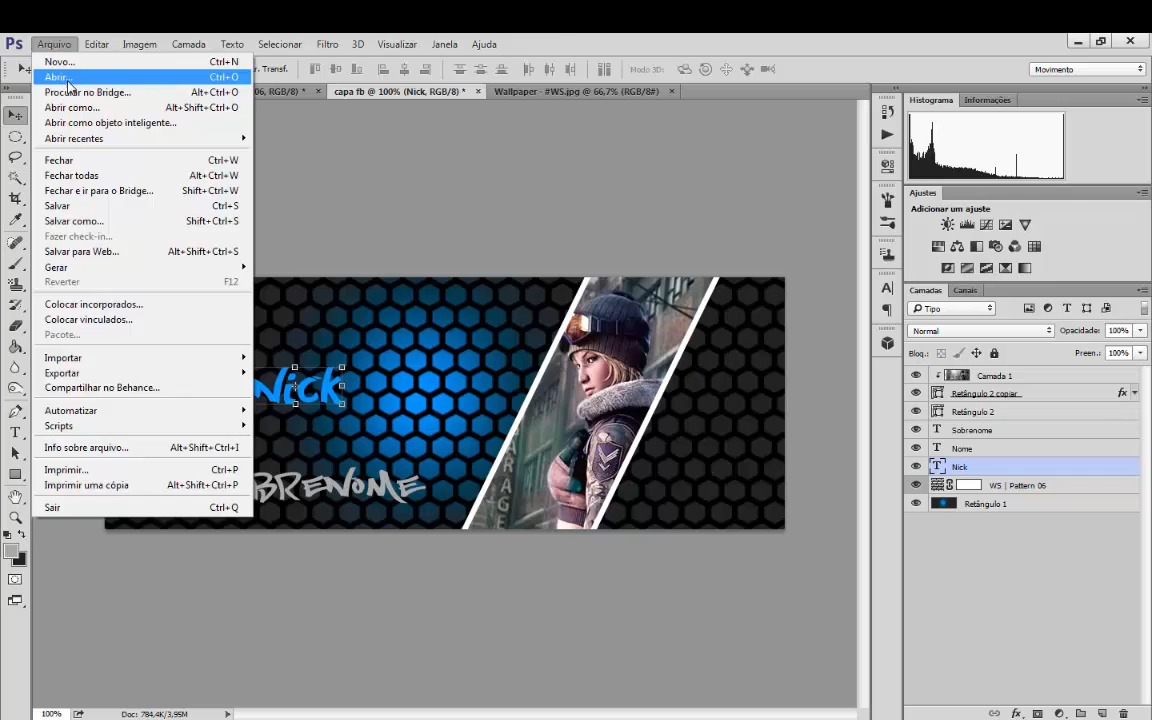 Ps Arquivo Editar Imagem Camada Texto Selecionar Filtro 3D Visualizar Janela Ajuda
Transf. Modo 3D: Movimento
06, RGB/8) * × capa fb @ 100% (Nick, RGB/8) * × Wallpaper - #WS.jpg @ 66,7% (RGB/8#) ×
Novo... Ctrl+N
Abrir... Ctrl+O
Procurar no Bridge... Alt+Ctrl+O
Abrir como... Alt+Shift+Ctrl+O
Abrir como objeto inteligente...
Abrir recentes
Fechar Ctrl+W
Fechar todas Alt+Ctrl+W
Fechar e ir para o Bridge... Shift+Ctrl+W
Salvar Ctrl+S
Salvar como... Shift+Ctrl+S
Fazer check-in...
Salvar para Web... Alt+Shift+Ctrl+S
Gerar
Reverter F12
Colocar incorporados...
Colocar vinculados...
Pacote...
Importar
Exportar
Compartilhar no Behance...
Automatizar
Scripts
Info sobre arquivo... Alt+Shift+Ctrl+I
Imprimir... Ctrl+P
Imprimir uma cópia Alt+Shift+Ctrl+P
Sair Ctrl+Q
Nick
BRENOME
ARAGE
Histograma Informações
Ajustes
Adicionar um ajuste
Camadas Canais
Tipo
Normal Opacidade: 100%
Bloq.: Preen.: 100%
Camada 1
Retângulo 2 copiar fx
Retângulo 2
T Sobrenome
T Nome
T Nick
WS | Pattern 06
Retângulo 1
100% Doc: 784,4K/3,95M
fx